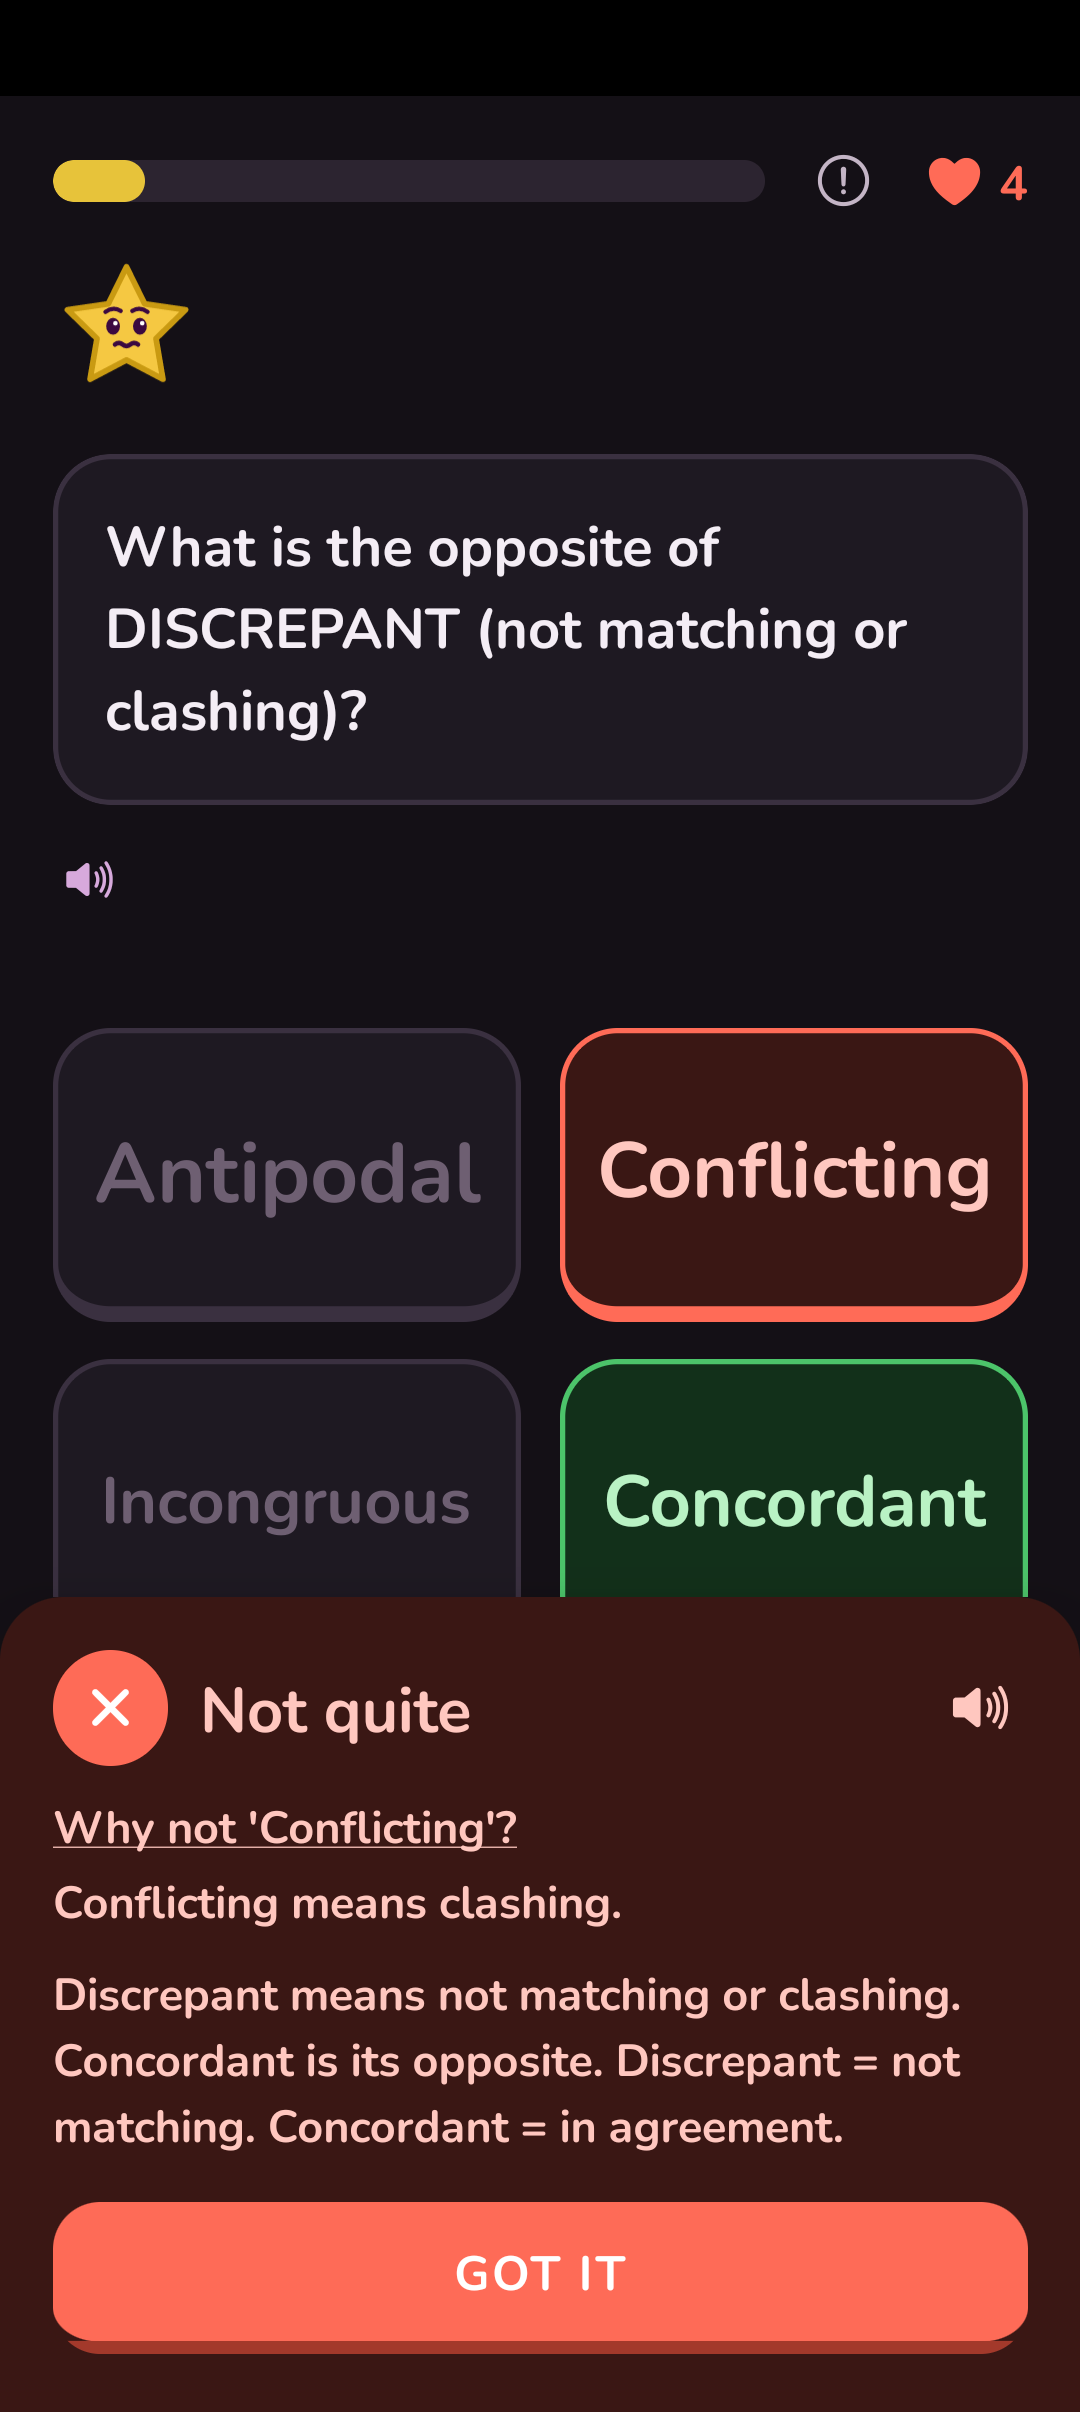 4
What is the opposite of
DISCREPANT (not matching or
clashing)?
Antipodal
Conflicting
Incongruous
Concordant
Not quite
Why not 'Conflicting'?
Conflicting means clashing.
Discrepant means not matching or clashing.
Concordant is its opposite. Discrepant = not
matching. Concordant = in agreement.
GOT IT